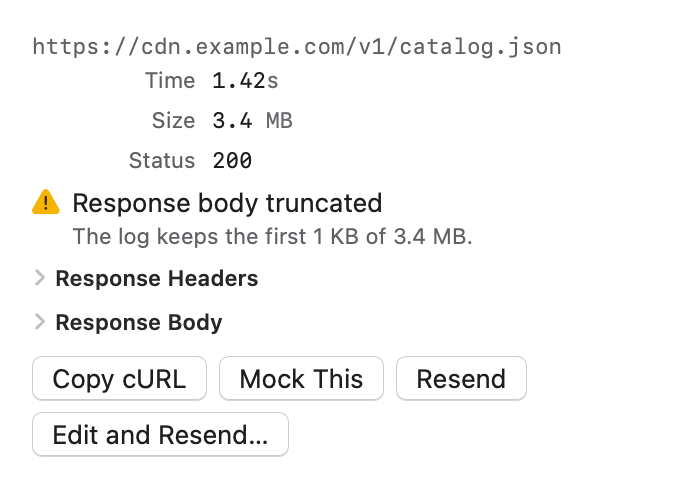 https://cdn.example.com/v1/catalog.json
Time 1.42s
Size 3.4 MB
Status 200
Response body truncated
The log keeps the first 1 KB of 3.4 MB.
Response Headers
Response Body
Copy cURL Mock This Resend
Edit and Resend...